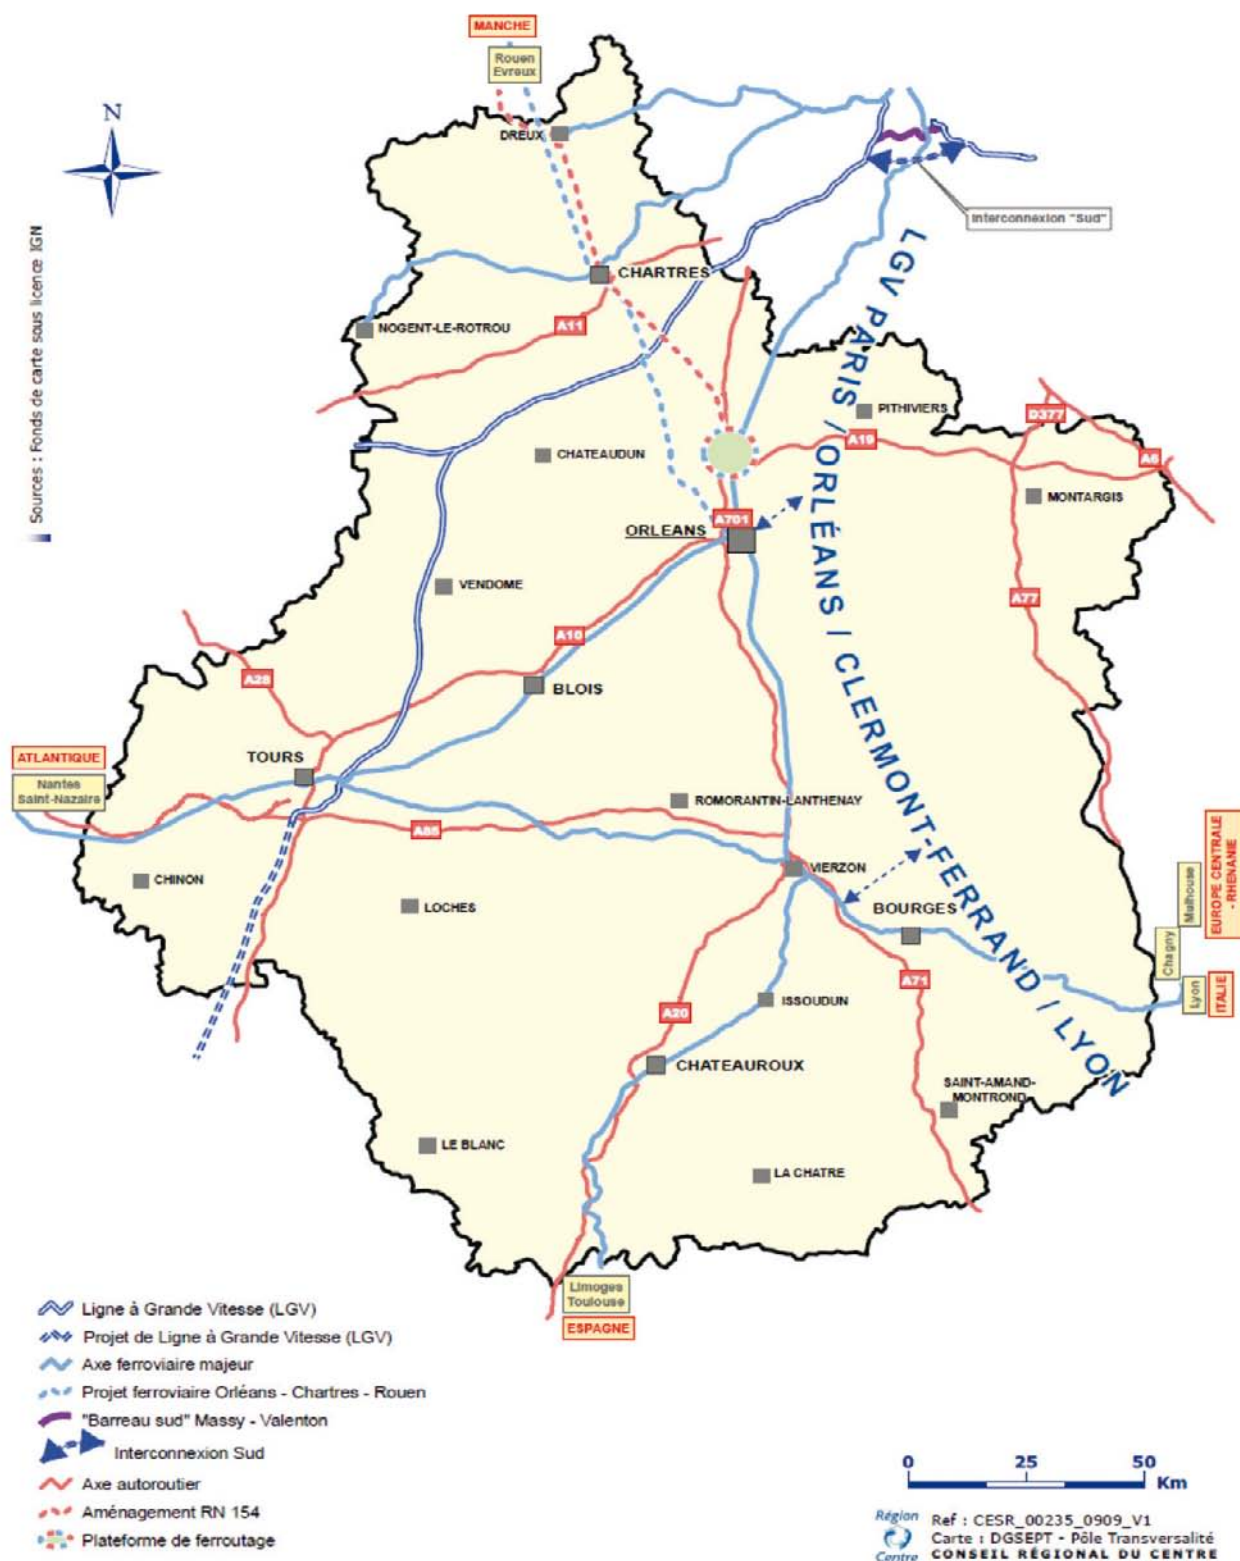 MANCHE
Rouen
Evreux
N
DREUX
Interconnexion "Sud"
Sources : Fonds de carte sous licence IGN
CHARTRES
NOGENT-LE-ROTROU
A11
LGV PARIS / ORLÉANS / CLERMONT-FERRAND / LYON
PITHIVIERS
D377
A19
A6
CHATEAUDUN
MONTARGIS
A701
ORLEANS
VENDOME
A77
A10
A28
BLOIS
TOURS
ATLANTIQUE
Nantes
Saint-Nazaire
ROMORANTIN-LANTHENAY
A85
VIERZON
CHINON
LOCHES
BOURGES
Mulhouse
EUROPE CENTRALE
- RHENANIE
Chagny
A71
Lyon
ITALIE
ISSOUDUN
A20
CHATEAUROUX
SAINT-AMAND-
MONTROND
LE BLANC
LA CHATRE
Limoges
Toulouse
ESPAGNE
Ligne à Grande Vitesse (LGV)
Projet de Ligne à Grande Vitesse (LGV)
Axe ferroviaire majeur
Projet ferroviaire Orléans - Chartres - Rouen
"Barreau sud" Massy - Valenton
Interconnexion Sud
Axe autoroutier
Aménagement RN 154
Plateforme de ferroutage
0 25 50
Km
Région
Centre
Ref : CESR_00235_0909_V1
Carte : DGSEPT - Pôle Transversalité
CONSEIL RÉGIONAL DU CENTRE